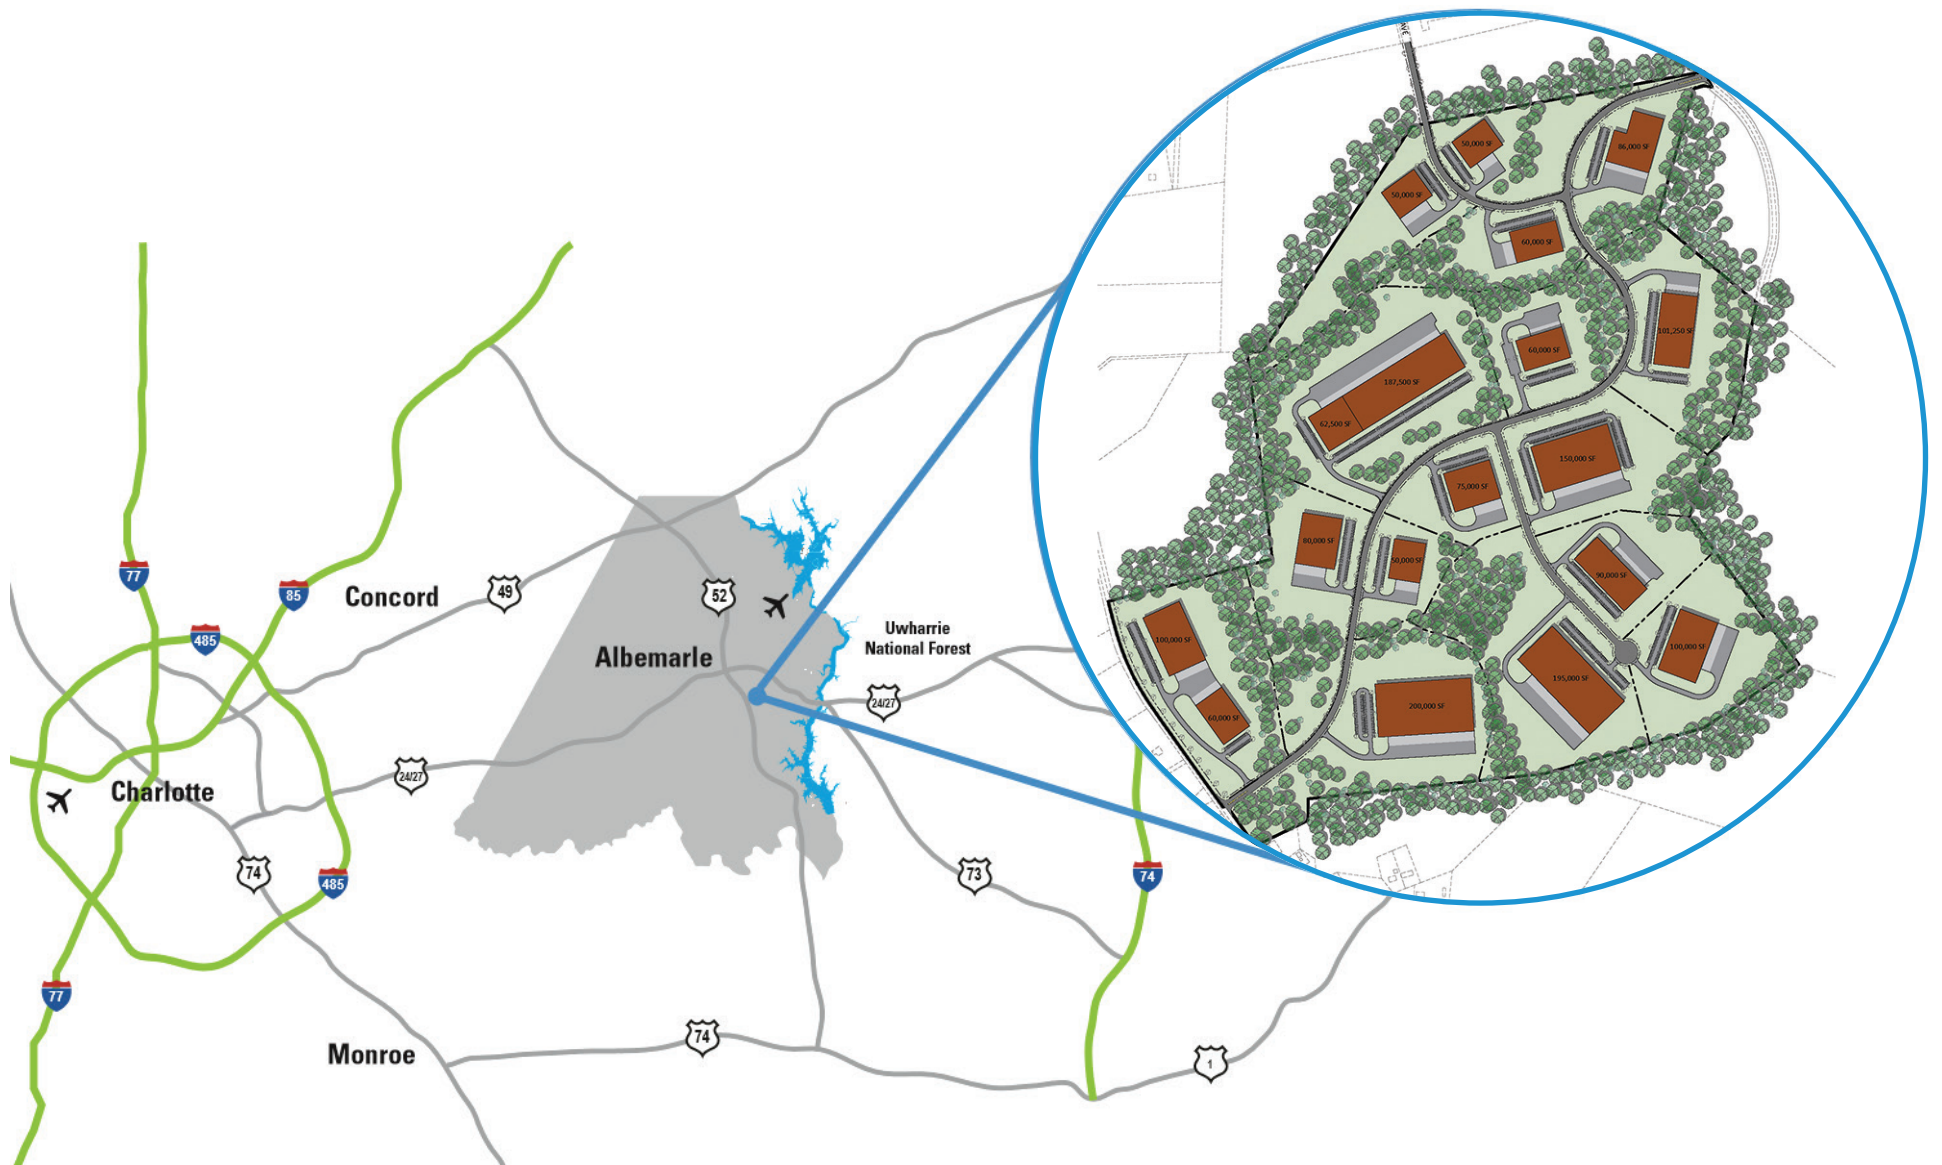 AVE
50,000 SF
86,000 SF
50,000 SF
60,000 SF
101,250 SF
60,000 SF
187,500 SF
62,500 SF
150,000 SF
75,000 SF
80,000 SF
50,000 SF
90,000 SF
100,000 SF
100,000 SF
195,000 SF
60,000 SF
200,000 SF
77
85
Concord
49
52
485
Albemarle
Uwharrie
National Forest
24/27
24/27
Charlotte
74
485
73
74
77
Monroe
74
1